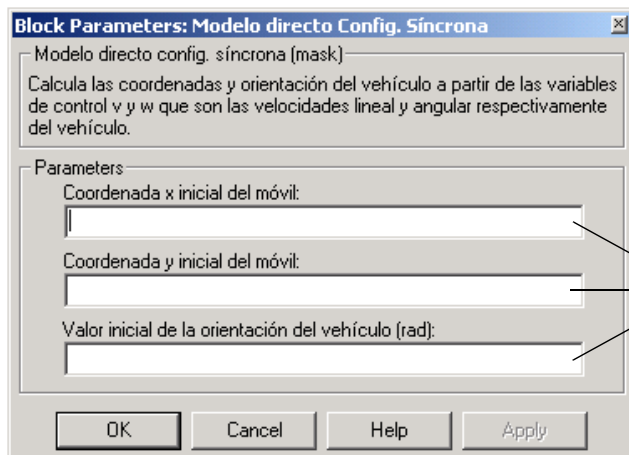 Block Parameters: Modelo directo Config. Síncrona
Modelo directo config. síncrona (mask)
Calcula las coordenadas y orientación del vehículo a partir de las variables
de control v y w que son las velocidades lineal y angular respectivamente
del vehículo.
Parameters
Coordenada x inicial del móvil:
Coordenada y inicial del móvil:
Valor inicial de la orientación del vehículo (rad):
OK Cancel Help Apply